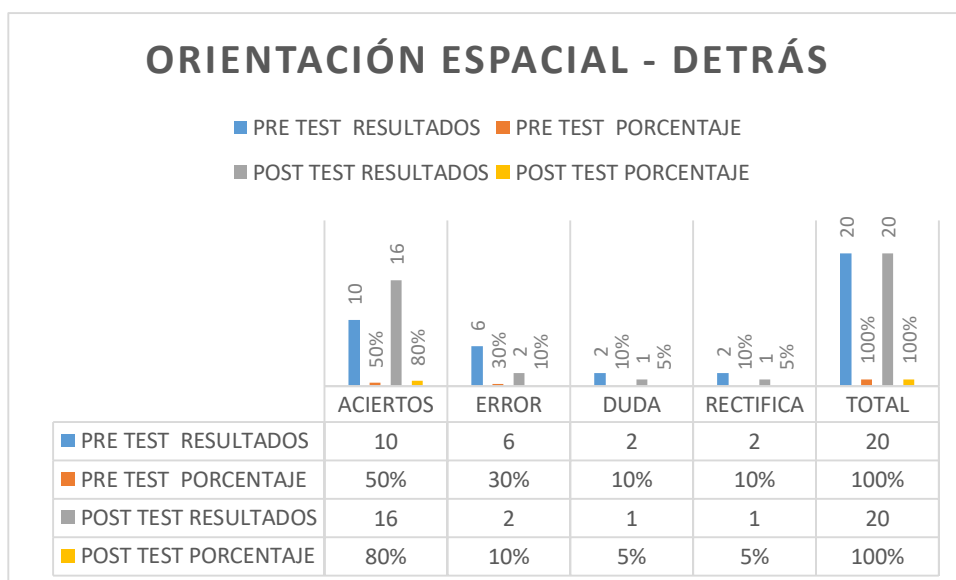 ORIENTACIÓN ESPACIAL - DETRÁS
PRE TEST RESULTADOS PRE TEST PORCENTAJE
POST TEST RESULTADOS POST TEST PORCENTAJE
10 50% 16 80% 6 30% 2 10% 2 10% 1 5% 2 10% 1 5% 20 100% 20 100%
ACIERTOS ERROR DUDA RECTIFICA TOTAL
PRE TEST RESULTADOS 10 6 2 2 20
PRE TEST PORCENTAJE 50% 30% 10% 10% 100%
POST TEST RESULTADOS 16 2 1 1 20
POST TEST PORCENTAJE 80% 10% 5% 5% 100%